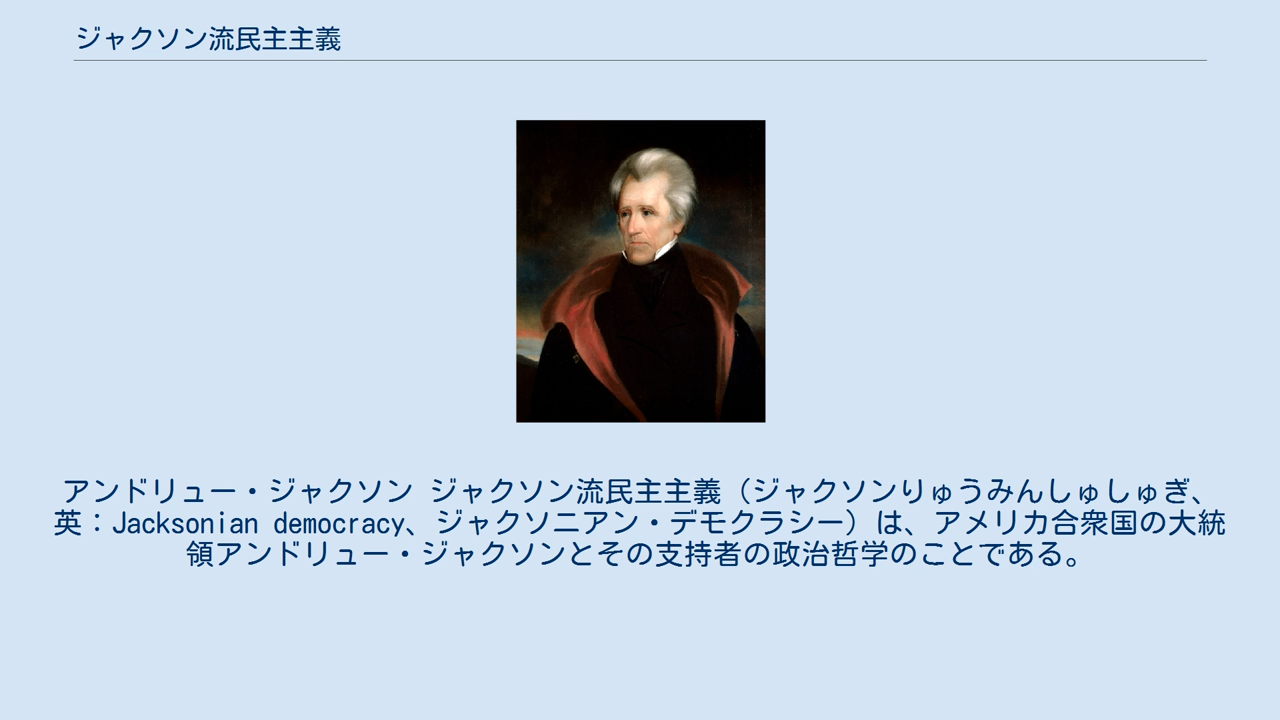 ジャクソン流民主主義
アンドリュー・ジャクソン ジャクソン流民主主義（ジャクソンりゅうみんしゅしゅぎ、
英：Jacksonian democracy、ジャクソニアン・デモクラシー）は、アメリカ合衆国の大統
領アンドリュー・ジャクソンとその支持者の政治哲学のことである。